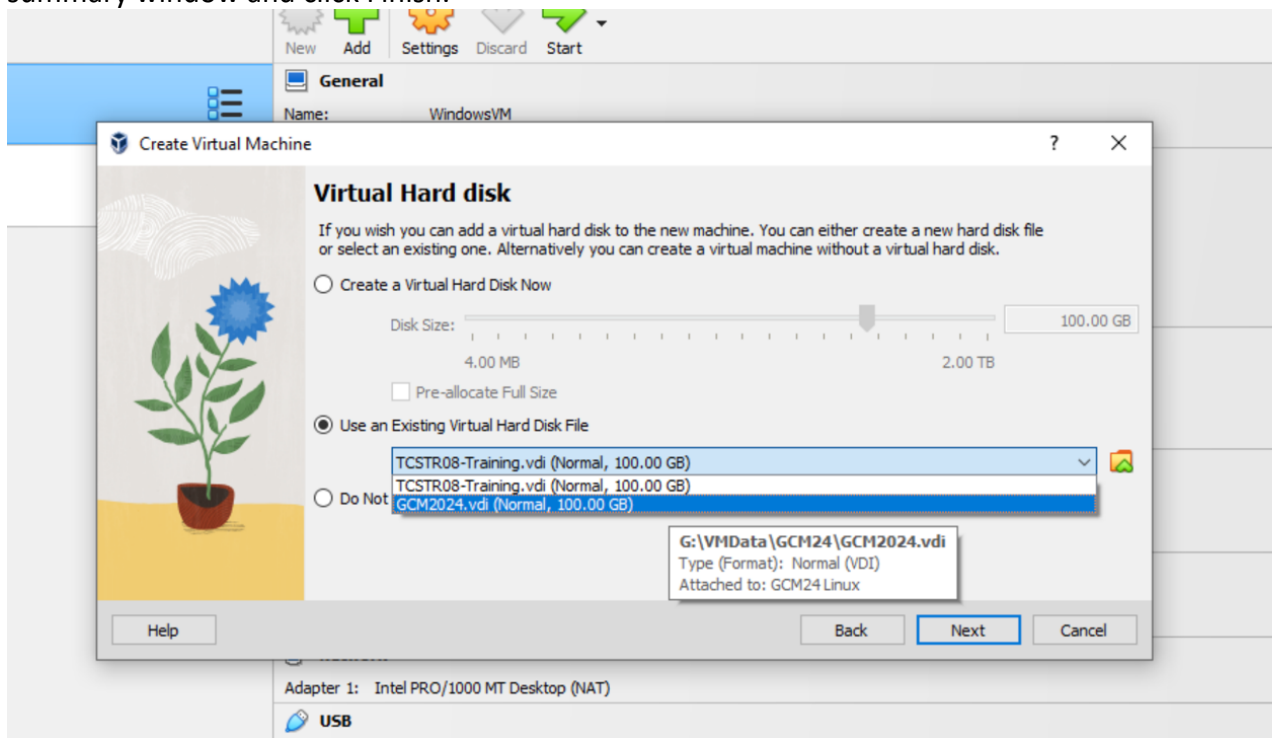 summary window and click Finish.
New Add Settings Discard Start
General
Name: WindowsVM
Create Virtual Machine ? ×
Virtual Hard disk
If you wish you can add a virtual hard disk to the new machine. You can either create a new hard disk file
or select an existing one. Alternatively you can create a virtual machine without a virtual hard disk.
Create a Virtual Hard Disk Now
Disk Size: 100.00 GB
4.00 MB 2.00 TB
Pre-allocate Full Size
Use an Existing Virtual Hard Disk File
TCSTR08-Training.vdi (Normal, 100.00 GB)
TCSTR08-Training.vdi (Normal, 100.00 GB)
Do Not GCM2024.vdi (Normal, 100.00 GB)
G:\VMData\GCM24\GCM2024.vdi
Type (Format): Normal (VDI)
Attached to: GCM24 Linux
Help Back Next Cancel
Adapter 1: Intel PRO/1000 MT Desktop (NAT)
USB